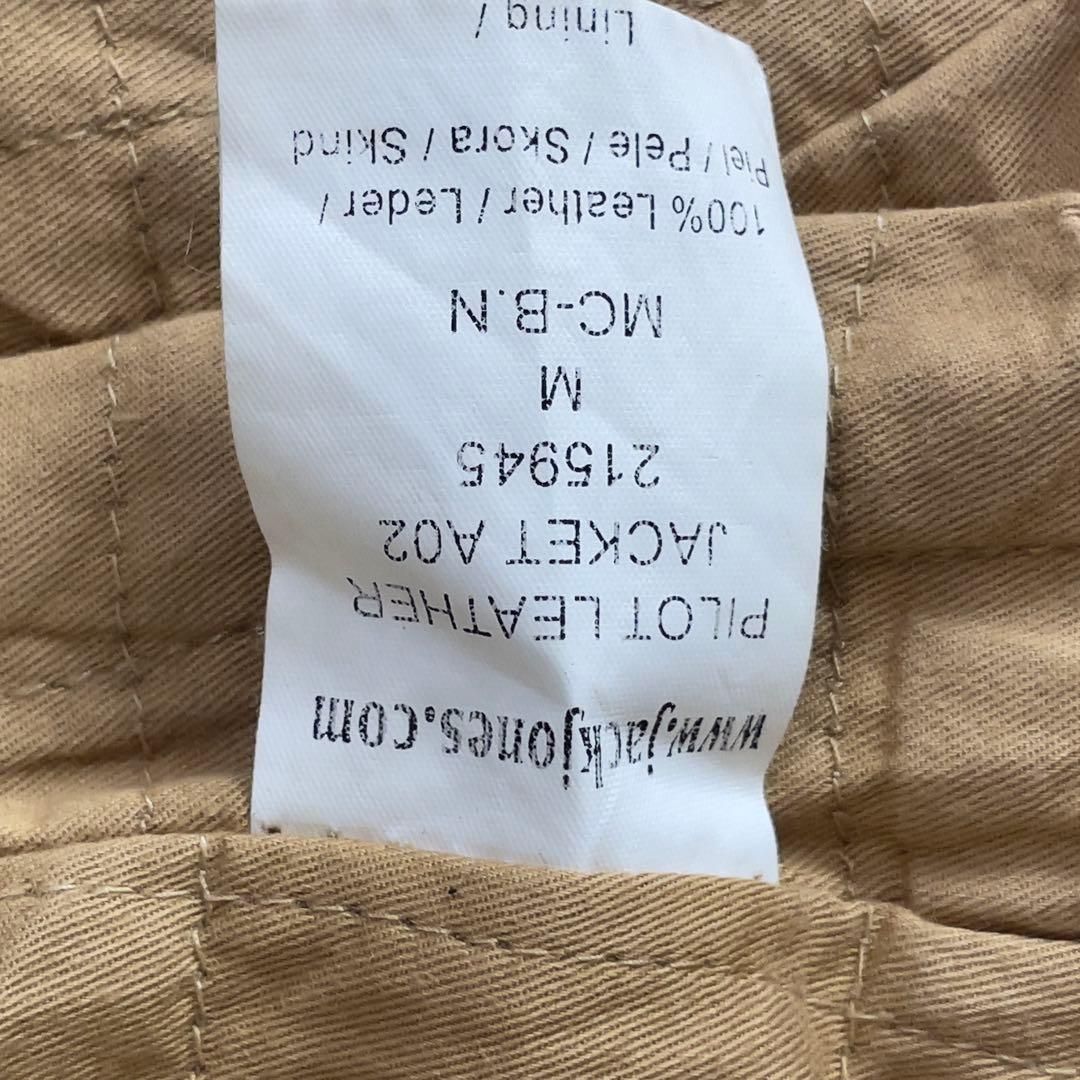 www.jackjones.com
PILOT LEATHER
JACKET A02
215945
M
MC-B.N
100% Leather / Leder /
Piel / Pele / Skora / Skind
Lining /